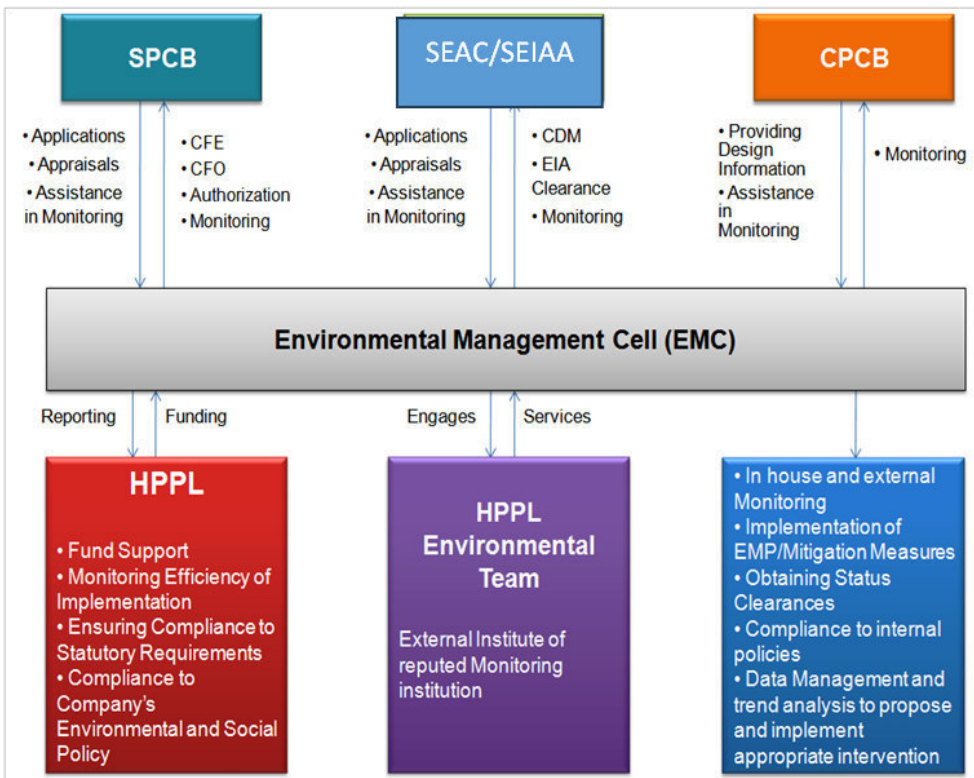 SPCB
SEAC/SEIAA
CPCB
• Applications
• Appraisals
• Assistance
in Monitoring
• CFE
• CFO
• Authorization
• Monitoring
• Applications
• Appraisals
• Assistance
in Monitoring
• CDM
• EIA
Clearance
• Monitoring
• Providing
Design
Information
• Assistance
in
Monitoring
• Monitoring
Environmental Management Cell (EMC)
Reporting
Funding
Engages
Services
HPPL
• Fund Support
• Monitoring Efficiency of
Implementation
• Ensuring Compliance to
Statutory Requirements
• Compliance to
Company’s
Environmental and Social
Policy
HPPL
Environmental
Team
External Institute of
reputed Monitoring
institution
• In house and external
Monitoring
• Implementation of
EMP/Mitigation Measures
• Obtaining Status
Clearances
• Compliance to internal
policies
• Data Management and
trend analysis to propose
and implement
appropriate intervention